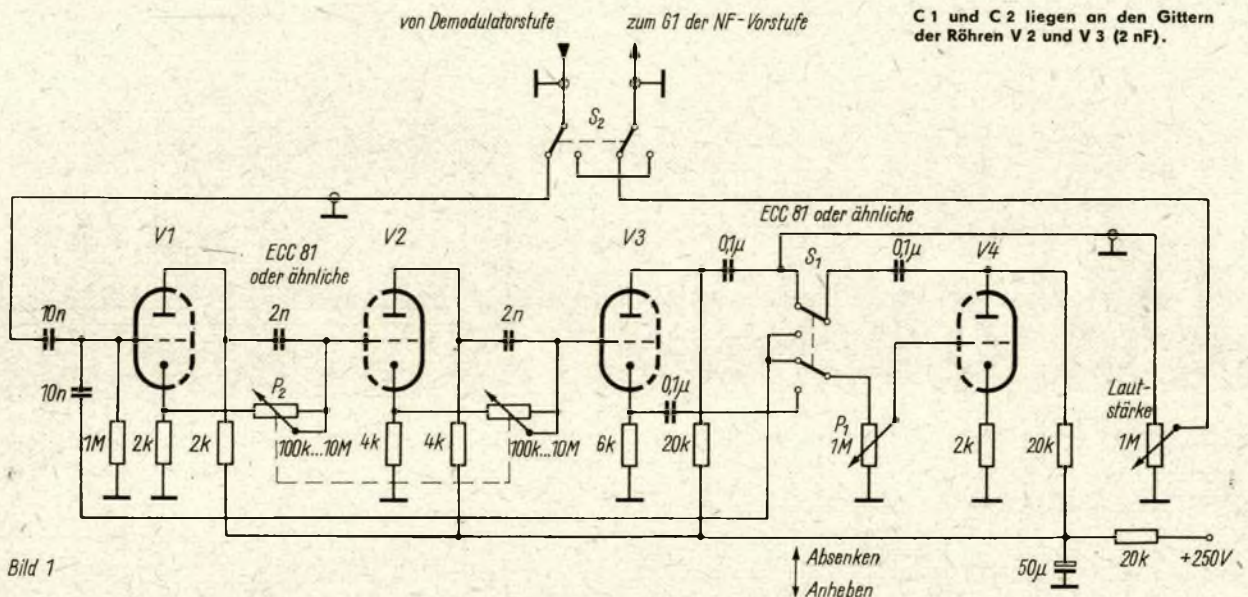 von Demodulatorstufe
zum G1 der NF-Vorstufe
C 1 und C 2 liegen an den Gittern
der Röhren V 2 und V 3 (2 nF).
S2
ECC 81 oder ähnliche
V1
ECC 81
oder ähnliche
V2
V3
0,1µ
S1
0,1µ
V4
10n
2n
2n
10n
P2
0,1µ
Laut-
stärke
1M
1M
2k
2k
100k...10M
4k
4k
100k...10M
6k
20k
P1
1M
2k
20k
Bild 1
Absenken
Anheben
50µ
20k
+250V